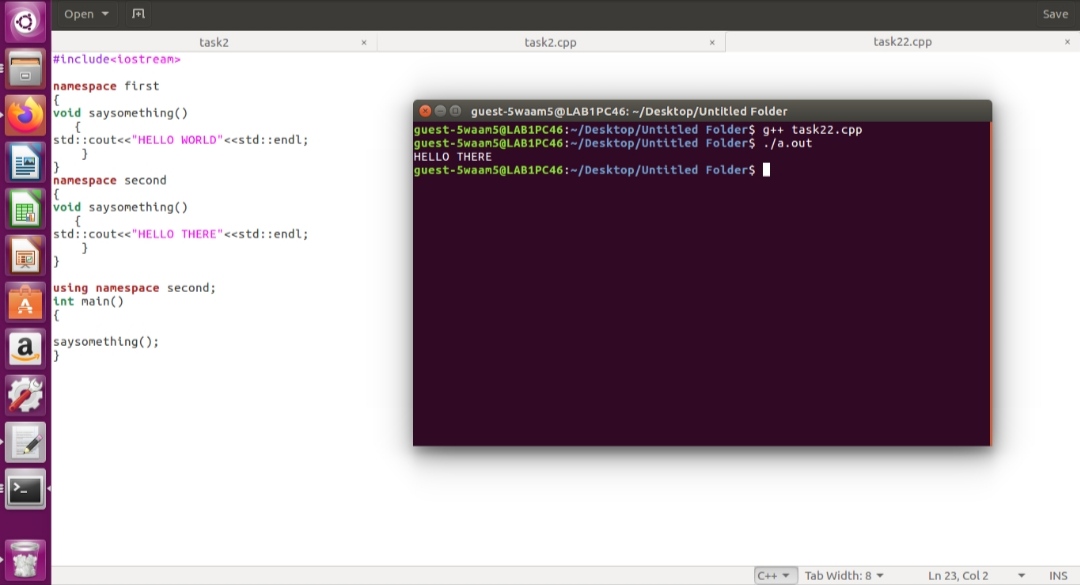 Open
Save
task2 × task2.cpp × task22.cpp ×
#include<iostream>
namespace first
{
void saysomething()
{
std::cout<<"HELLO WORLD"<<std::endl;
}
}
namespace second
{
void saysomething()
{
std::cout<<"HELLO THERE"<<std::endl;
}
}
using namespace second;
int main()
{
saysomething();
}
guest-5waam5@LAB1PC46: ~/Desktop/Untitled Folder
guest-5waam5@LAB1PC46:~/Desktop/Untitled Folder$ g++ task22.cpp
guest-5waam5@LAB1PC46:~/Desktop/Untitled Folder$ ./a.out
HELLO THERE
guest-5waam5@LAB1PC46:~/Desktop/Untitled Folder$
C++ Tab Width: 8 Ln 23, Col 2 INS